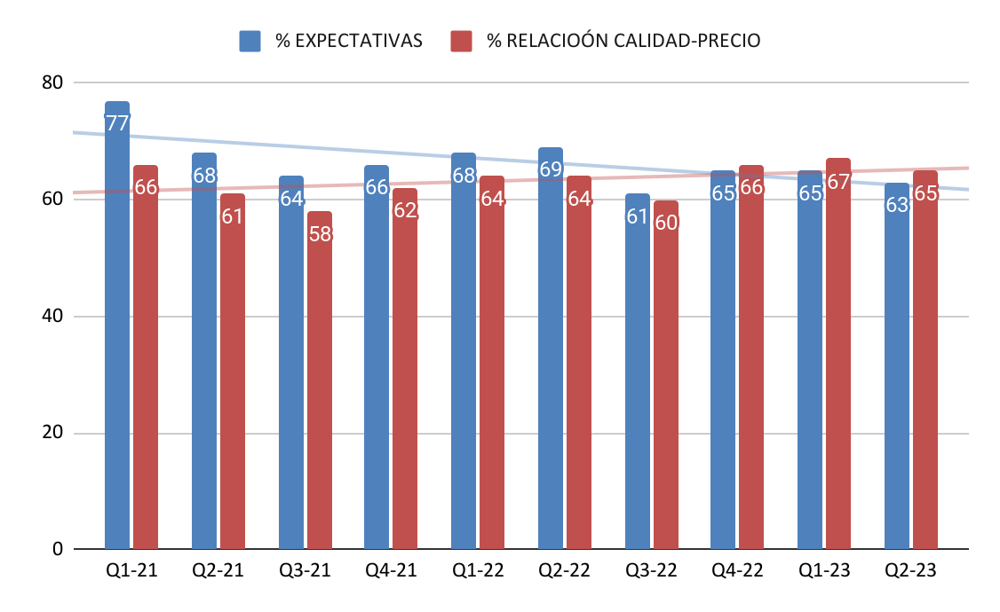 % EXPECTATIVAS % RELACIOÓN CALIDAD-PRECIO
80
60
40
20
0
77 66 68 61 64 58 66 62 68 64 69 64 61 60 65 66 65 67 63 65
Q1-21 Q2-21 Q3-21 Q4-21 Q1-22 Q2-22 Q3-22 Q4-22 Q1-23 Q2-23